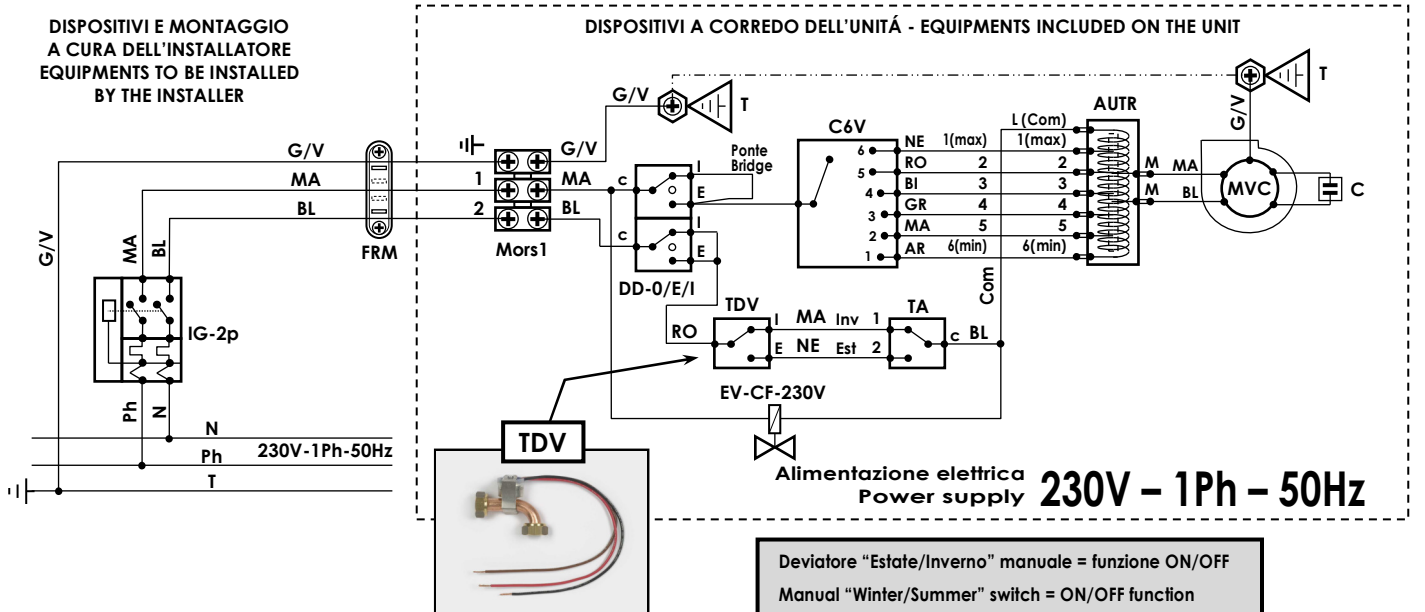 DISPOSITIVI E MONTAGGIO
A CURA DELL'INSTALLATORE
EQUIPMENTS TO BE INSTALLED
BY THE INSTALLER
DISPOSITIVI A CORREDO DELL'UNITÁ - EQUIPMENTS INCLUDED ON THE UNIT
G/V
T
T
G/V
AUTR
L (Com)
C6V
Ponte
Bridge
G/V
G/V
MA
MA
BL
BL
1
2
FRM
Mors1
c
I
E
c
I
E
DD-0/E/I
6
NE
1(max)
1(max)
5
RO
2
2
4
BI
3
3
3
GR
4
4
2
MA
5
5
1
AR
6(min)
6(min)
M
MA
M
BL
MVC
C
Com
G/V
MA
BL
IG-2p
Ph
N
TDV
RO
I
MA
Inv
1
E
NE
Est
2
TA
c
BL
EV-CF-230V
N
Ph
230V-1Ph-50Hz
T
TDV
Alimentazione elettrica
Power supply
230V – 1Ph – 50Hz
Deviatore “Estate/Inverno” manuale = funzione ON/OFF
Manual “Winter/Summer” switch = ON/OFF function